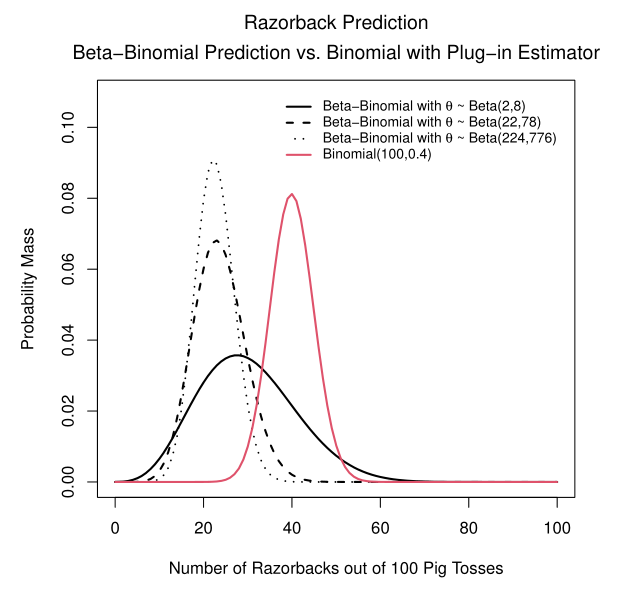 Razorback Prediction
Beta−Binomial Prediction vs. Binomial with Plug−in Estimator
Beta−Binomial with θ ~ Beta(2,8)
Beta−Binomial with θ ~ Beta(22,78)
Beta−Binomial with θ ~ Beta(224,776)
Binomial(100,0.4)
Probability Mass
0.10
0.08
0.06
0.04
0.02
0.00
0 20 40 60 80 100
Number of Razorbacks out of 100 Pig Tosses